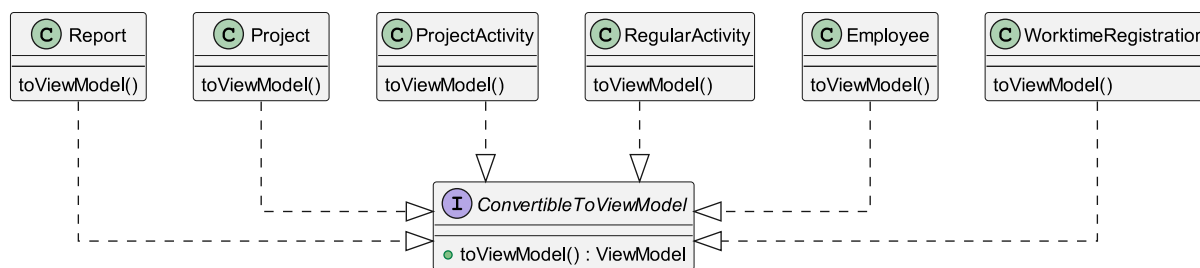 C Report
C Project
C ProjectActivity
C RegularActivity
C Employee
C WorktimeRegistration
toViewModel()
toViewModel()
toViewModel()
toViewModel()
toViewModel()
toViewModel()
I ConvertibleToViewModel
toViewModel() : ViewModel